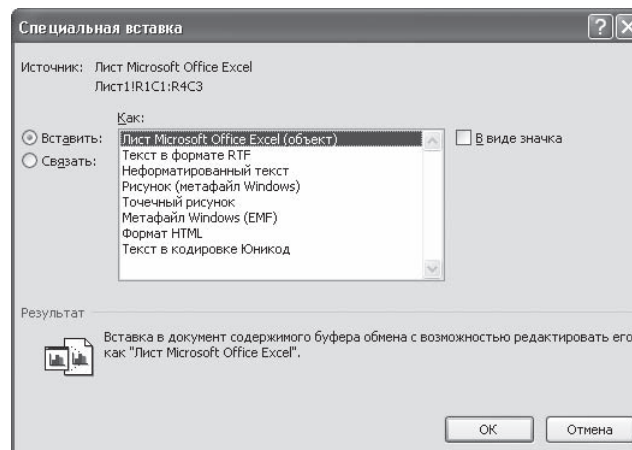 Специальная вставка
Источник: Лист Microsoft Office Excel
Лист1!R1C1:R4C3
Как:
Вставить:
Связать:
Лист Microsoft Office Excel (объект)
Текст в формате RTF
Неформатированный текст
Рисунок (метафайл Windows)
Точечный рисунок
Метафайл Windows (EMF)
Формат HTML
Текст в кодировке Юникод
В виде значка
Результат
Вставка в документ содержимого буфера обмена с возможностью редактировать его
как "Лист Microsoft Office Excel".
ОК
Отмена